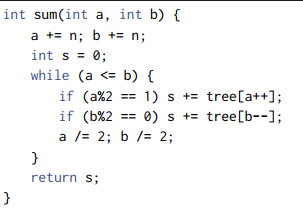 int sum(int a, int b) {
    a += n; b += n;
    int s = 0;
    while (a <= b) {
        if (a%2 == 1) s += tree[a++];
        if (b%2 == 0) s += tree[b--];
        a /= 2; b /= 2;
    }
    return s;
}